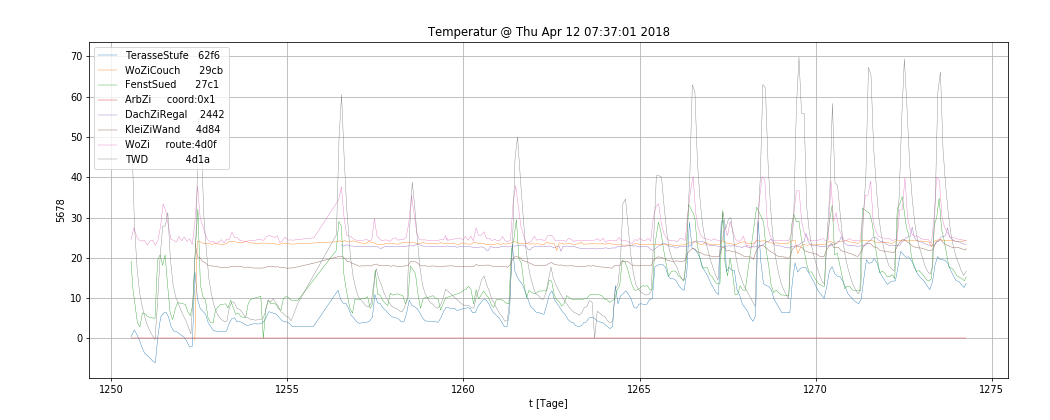 Temperatur @ Thu Apr 12 07:37:01 2018
70
60
50
40
30
20
10
0
5678
TerasseStufe 62f6
WoZiCouch 29cb
FenstSued 27c1
ArbZi coord:0x1
DachZiRegal 2442
KleiZiWand 4d84
WoZi route:4d0f
TWD 4d1a
1250 1255 1260 1265 1270 1275
t [Tage]